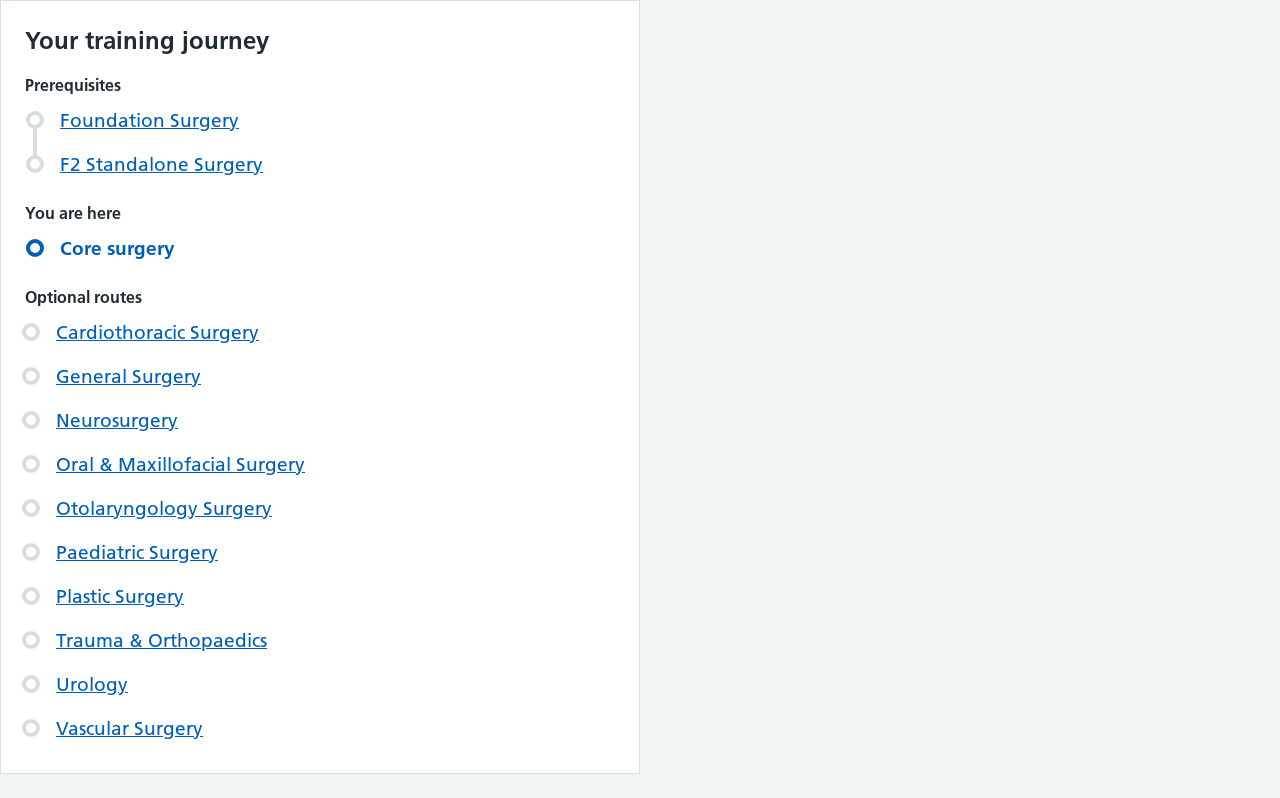 Your training journey
Prerequisites
Foundation Surgery
F2 Standalone Surgery
You are here
Core surgery
Optional routes
Cardiothoracic Surgery
General Surgery
Neurosurgery
Oral & Maxillofacial Surgery
Otolaryngology Surgery
Paediatric Surgery
Plastic Surgery
Trauma & Orthopaedics
Urology
Vascular Surgery